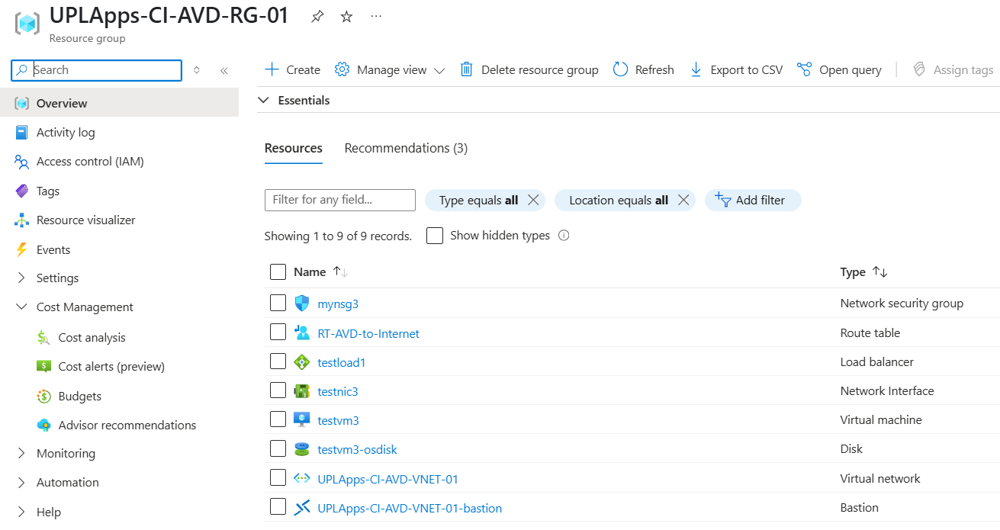 UPLApps-CI-AVD-RG-01
Resource group
Search
Create Manage view Delete resource group Refresh Export to CSV Open query Assign tags
Overview
Activity log
Access control (IAM)
Tags
Resource visualizer
Events
Settings
Cost Management
Cost analysis
Cost alerts (preview)
Budgets
Advisor recommendations
Monitoring
Automation
Help
Essentials
Resources Recommendations (3)
Filter for any field... Type equals all Location equals all Add filter
Showing 1 to 9 of 9 records. Show hidden types
Name Type
mynsg3 Network security group
RT-AVD-to-Internet Route table
testload1 Load balancer
testnic3 Network Interface
testvm3 Virtual machine
testvm3-osdisk Disk
UPLApps-CI-AVD-VNET-01 Virtual network
UPLApps-CI-AVD-VNET-01-bastion Bastion